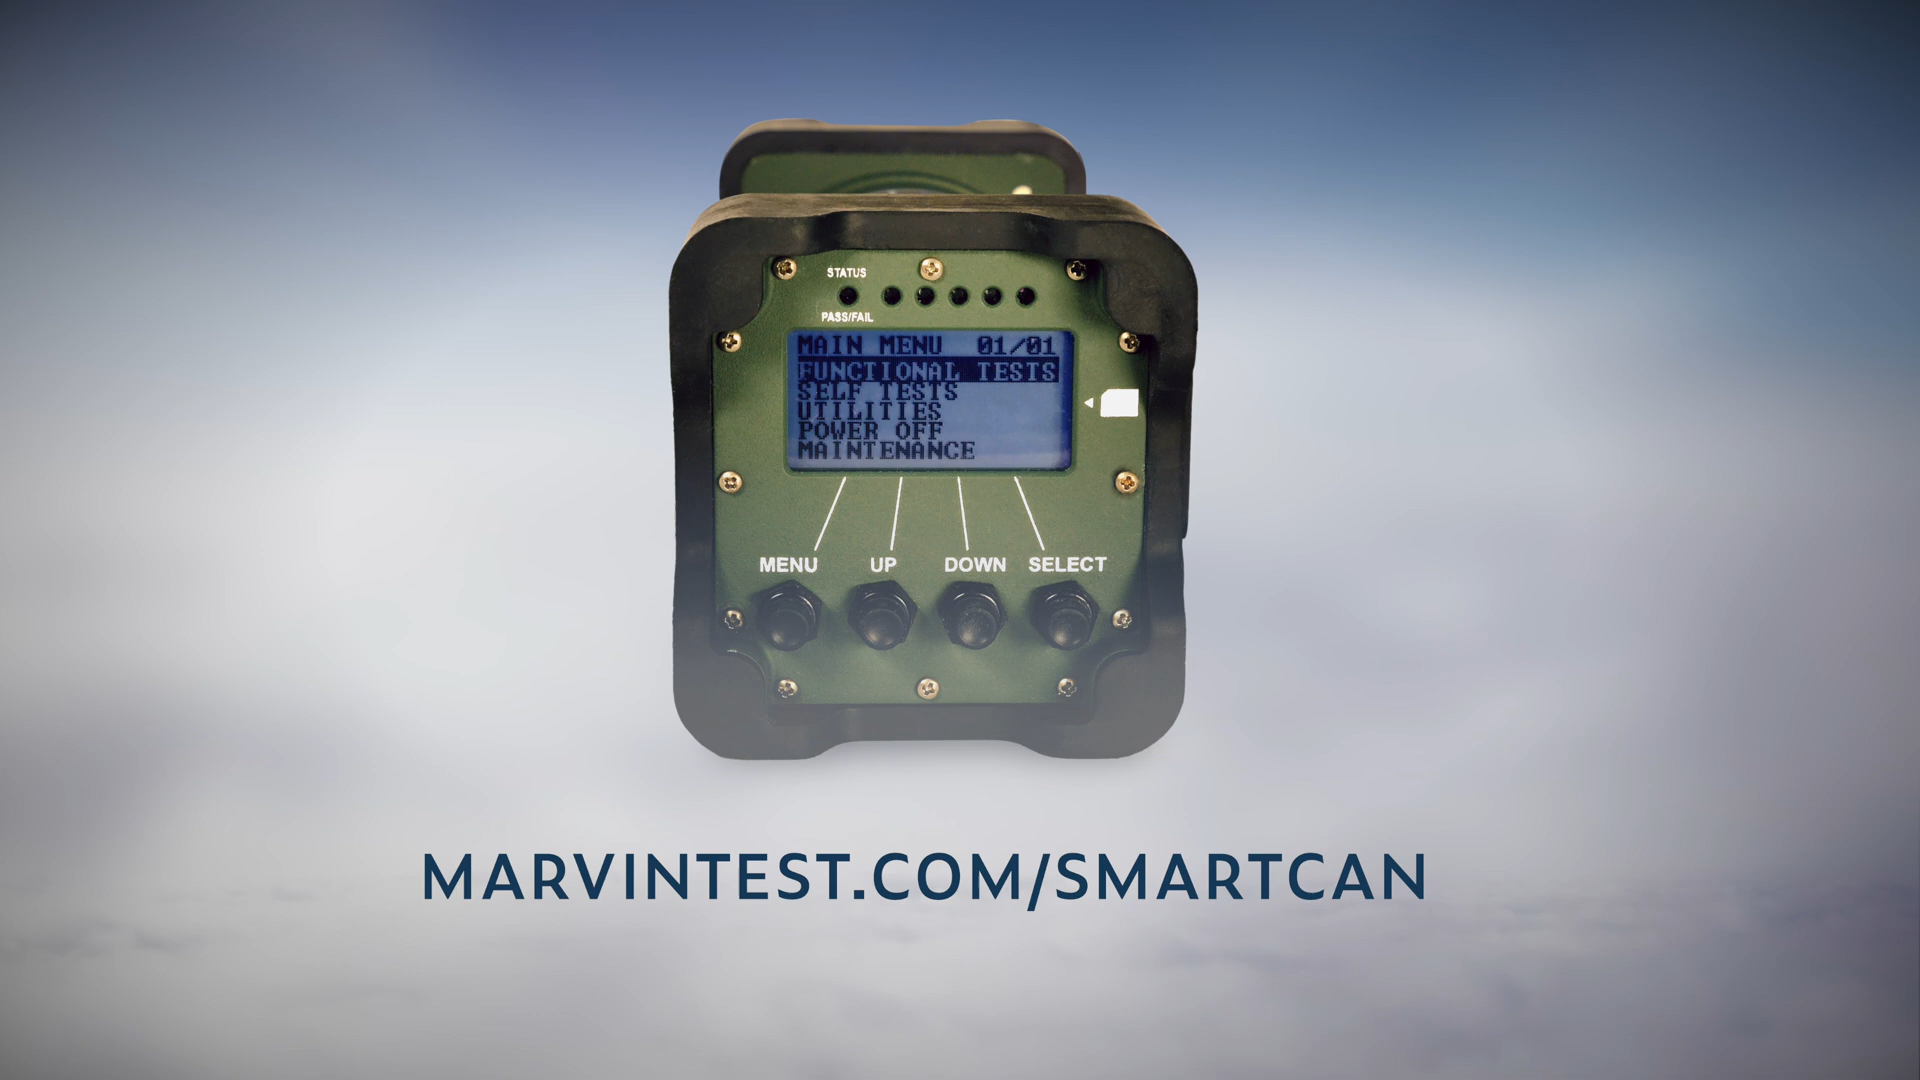 STATUS
PASS/FAIL
MAIN MENU 01/01
FUNCTIONAL TESTS
SELF TESTS
UTILITIES
POWER OFF
MAINTENANCE
MENU UP DOWN SELECT
MARVINTEST.COM/SMARTCAN